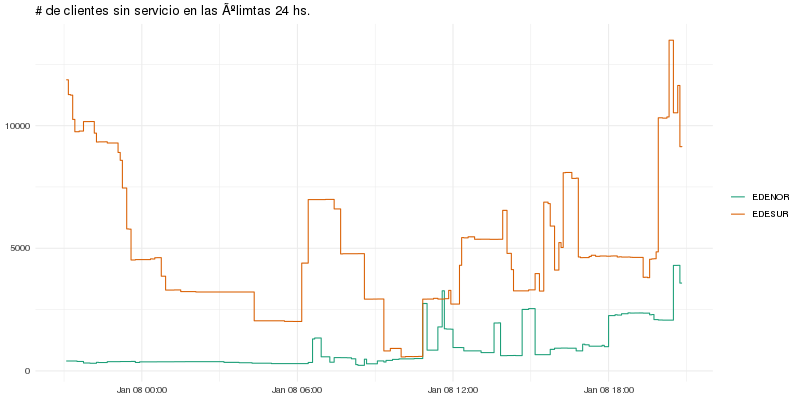 # de clientes sin servicio en las Ãºlimtas 24 hs.
10000
5000
0
Jan 08 00:00
Jan 08 06:00
Jan 08 12:00
Jan 08 18:00
EDENOR
EDESUR